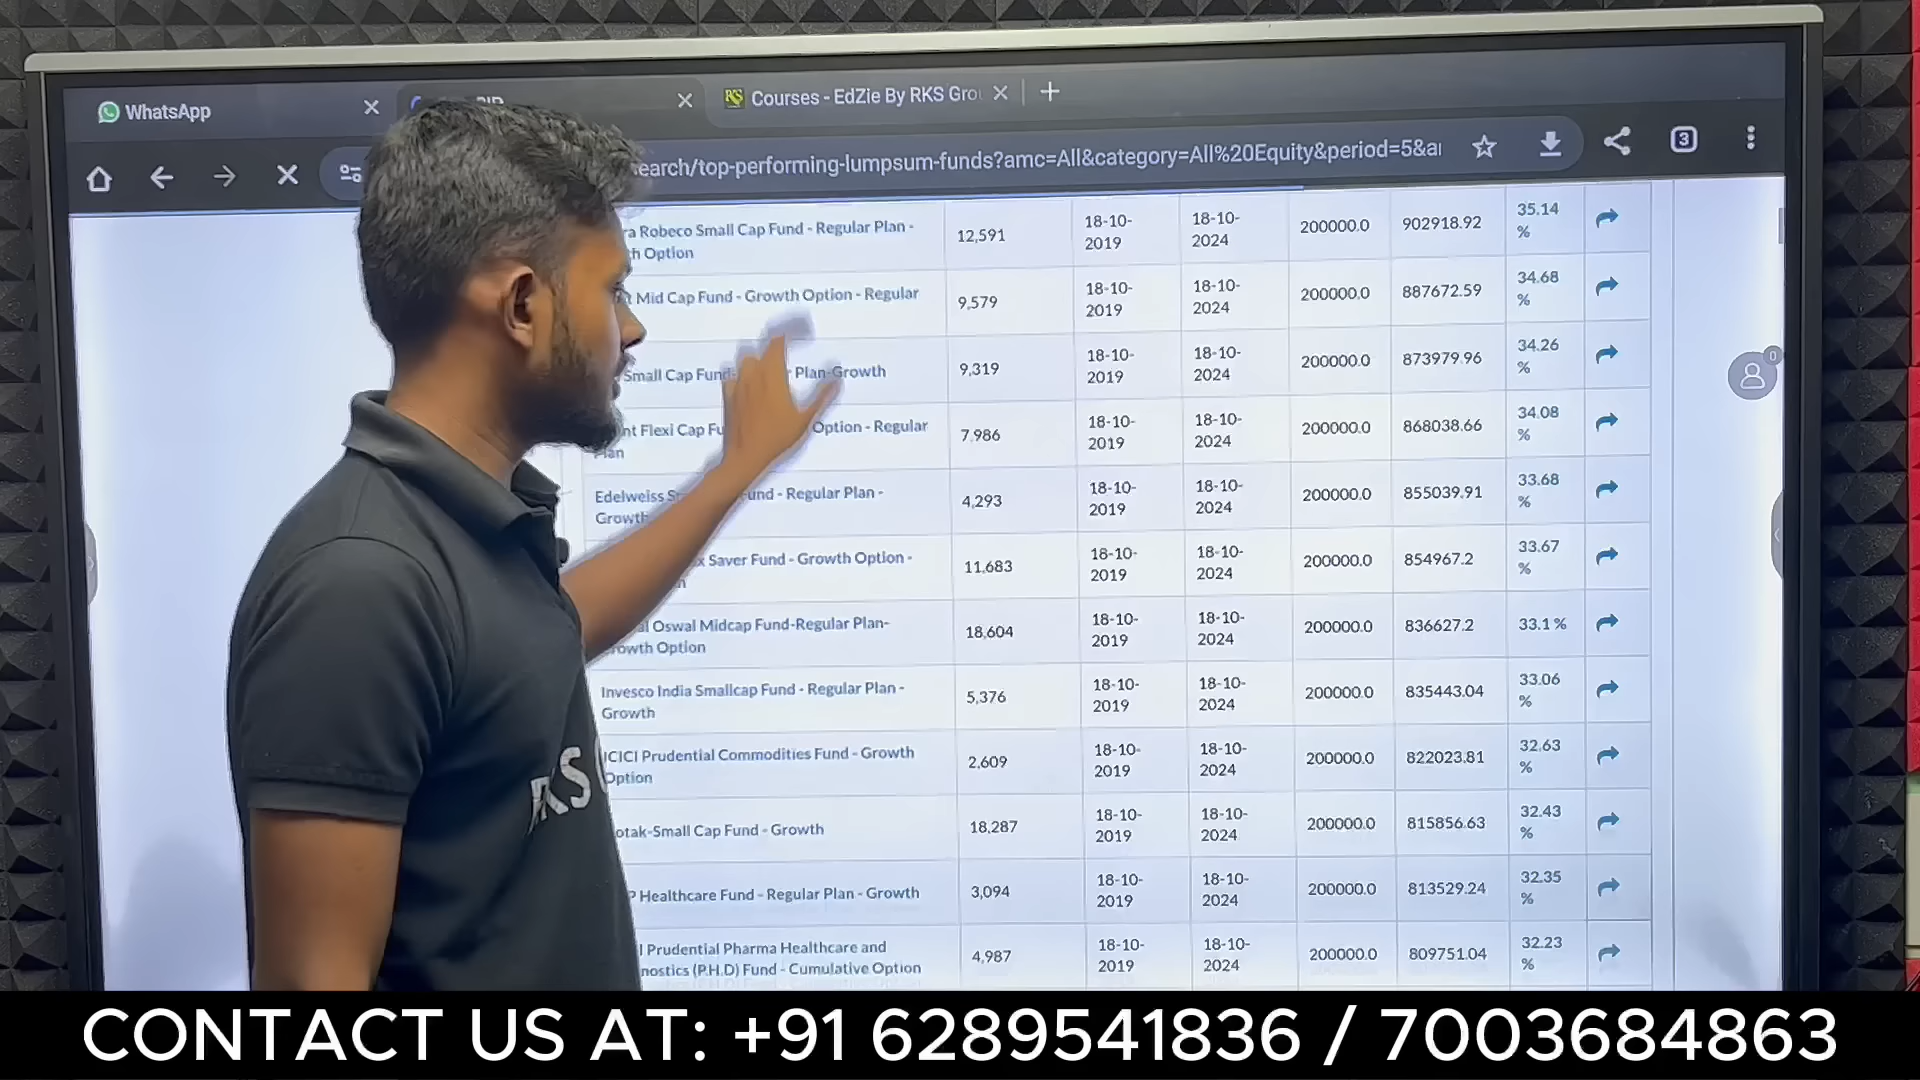 WhatsApp
Courses - EdZie By RKS Gro
earch/top-performing-lumpsum-funds?amc=All&category=All%20Equity&period=5&a
3
Robeco Small Cap Fund - Regular Plan - 12,591 18-10- 18-10- 200000.0 902918.92 35.14
Option 2019 2024 %
Mid Cap Fund - Growth Option - Regular 9,579 18-10- 18-10- 200000.0 887672.59 34.68
2019 2024 %
Small Cap Fund- Plan-Growth 9,319 18-10- 18-10- 200000.0 873979.96 34.26
2019 2024 %
0
Flexi Cap Option - Regular 7,986 18-10- 18-10- 200000.0 868038.66 34.08
Plan 2019 2024 %
Edelweiss Fund - Regular Plan - 4,293 18-10- 18-10- 200000.0 855039.91 33.68
Growth 2019 2024 %
Saver Fund - Growth Option - 11,683 18-10- 18-10- 200000.0 854967.2 33.67
2019 2024 %
Oswal Midcap Fund-Regular Plan- 18,604 18-10- 18-10- 200000.0 836627.2 33.1 %
Growth Option 2019 2024
Invesco India Smallcap Fund - Regular Plan - 5,376 18-10- 18-10- 200000.0 835443.04 33.06
Growth 2019 2024 %
ICICI Prudential Commodities Fund - Growth 2,609 18-10- 18-10- 200000.0 822023.81 32.63
Option 2019 2024 %
otak-Small Cap Fund - Growth 18,287 18-10- 18-10- 200000.0 815856.63 32.43
2019 2024 %
Healthcare Fund - Regular Plan - Growth 3,094 18-10- 18-10- 200000.0 813529.24 32.35
2019 2024 %
Prudential Pharma Healthcare and 4,987 18-10- 18-10- 200000.0 809751.04 32.23
nostics (P.H.D) Fund - Cumulative Option 2019 2024 %
RKS
CONTACT US AT: +91 6289541836 / 7003684863